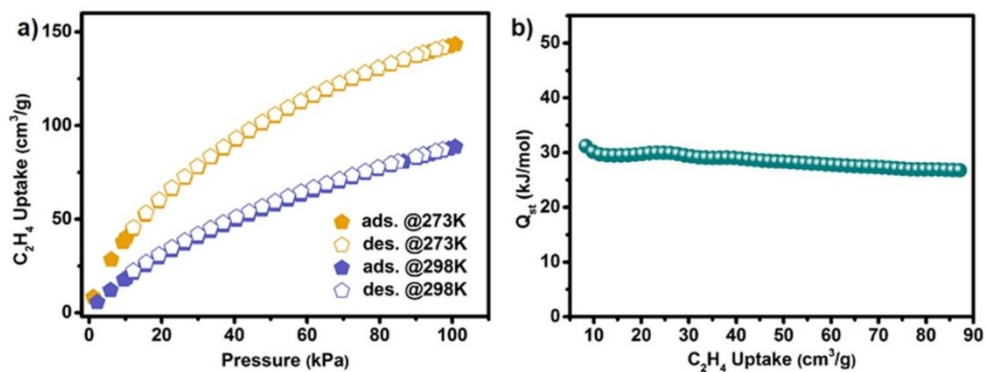 a)
150
100
50
0
C₂H₄ Uptake (cm³/g)
ads. @273K
des. @273K
ads. @298K
des. @298K
0 20 40 60 80 100
Pressure (kPa)
b)
50
40
30
20
10
0
Qst (kJ/mol)
10 20 30 40 50 60 70 80 90
C₂H₄ Uptake (cm³/g)